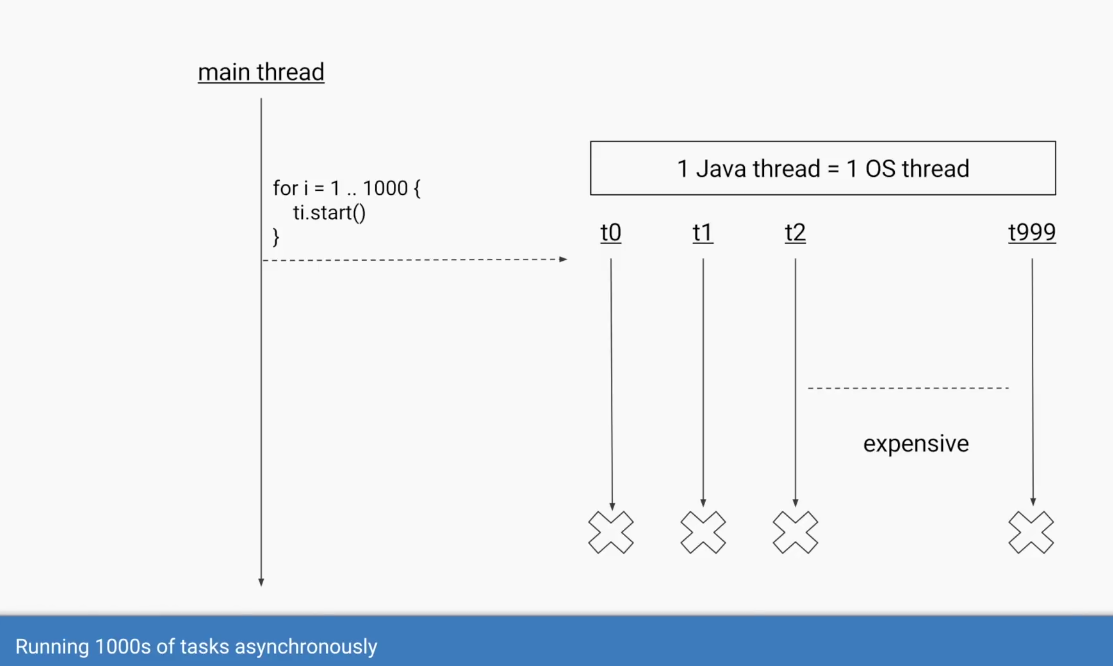 main thread
for i = 1 .. 1000 {
ti.start()
}
1 Java thread = 1 OS thread
t0 t1 t2 t999
expensive
Running 1000s of tasks asynchronously